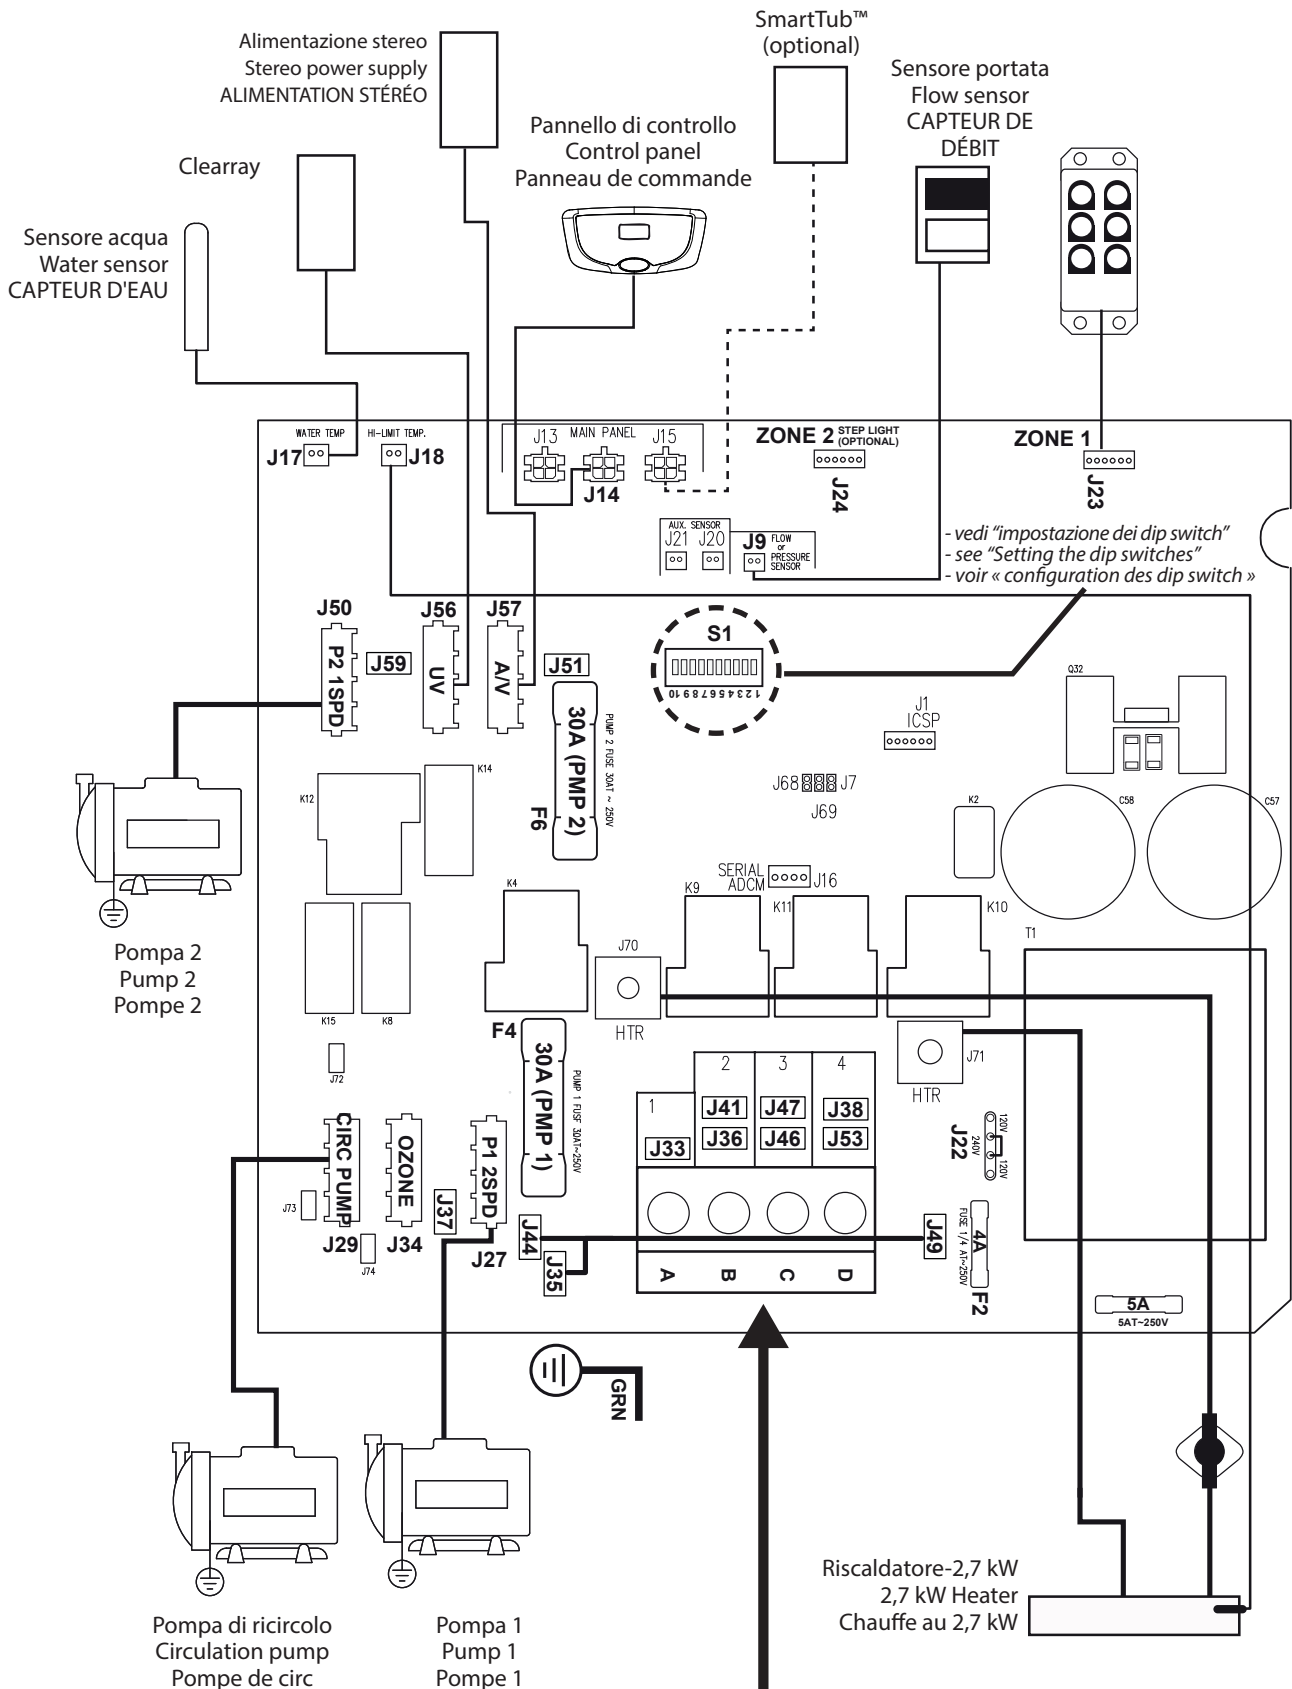 SmartTub™
(optional)
Alimentazione stereo
Stereo power supply
ALIMENTATION STÉRÉO
Sensore portata
Flow sensor
CAPTEUR DE
DÉBIT
Pannello di controllo
Control panel
Panneau de commande
Clearray
Sensore acqua
Water sensor
CAPTEUR D'EAU
WATER TEMP
J17
HI-LIMIT TEMP.
J18
J13 MAIN PANEL J15
J14
ZONE 2 STEP LIGHT
(OPTIONAL)
J24
ZONE 1
J23
AUX. SENSOR
J21 J20
J9 FLOW
or
PRESSURE
SENSOR
- vedi “impostazione dei dip switch”
- see “Setting the dip switches”
- voir « configuration des dip switch »
J50
P2 1SPD
J59
J56
UV
J57
A/V
J51
S1
12345678910
30A (PMP 2)
PUMP 2 FUSE 30AT ~ 250V
F6
J1
ICSP
Q32
K12
K14
J68 J7
J69
K2
C58
C57
SERIAL
ADCM
J16
K4
K9
K11
K10
T1
Pompa 2
Pump 2
Pompe 2
K15
K8
J70
HTR
F4
30A (PMP 1)
PUMP 1 FUSE 30AT~250V
J71
HTR
J72
1
2
3
4
J33
J41
J36
J47
J46
J38
J53
J22
120V
240V
120V
CIRC PUMP
J29
J73
J74
OZONE
J34
J37
P1 2SPD
J27
J44
J35
J49
4A
FUSE 1/4 AT~250V
F2
A
B
C
D
5A
5AT~250V
GRN
Riscaldatore-2,7 kW
2,7 kW Heater
Chauffe au 2,7 kW
Pompa di ricircolo
Circulation pump
Pompe de circ
Pompa 1
Pump 1
Pompe 1